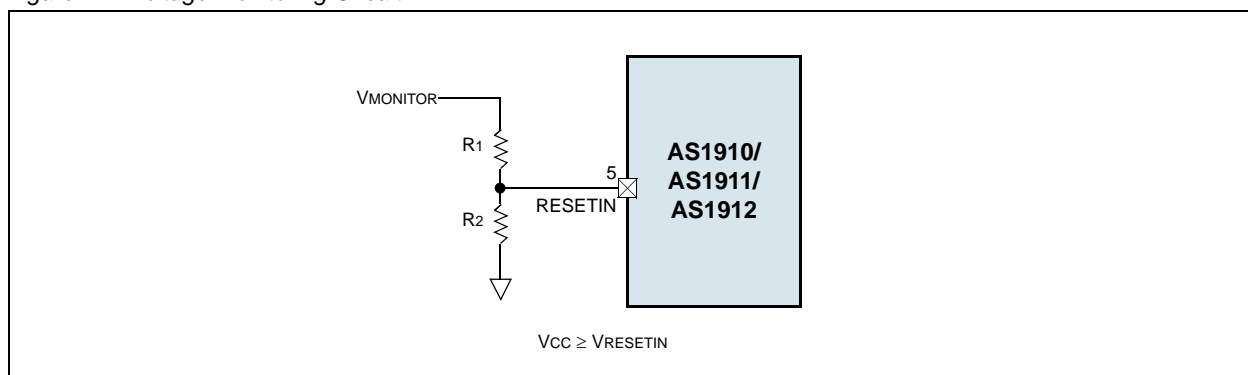 VMONITOR
R1
5
RESETIN
R2
AS1910/
AS1911/
AS1912
VCC ≥ VRESETIN